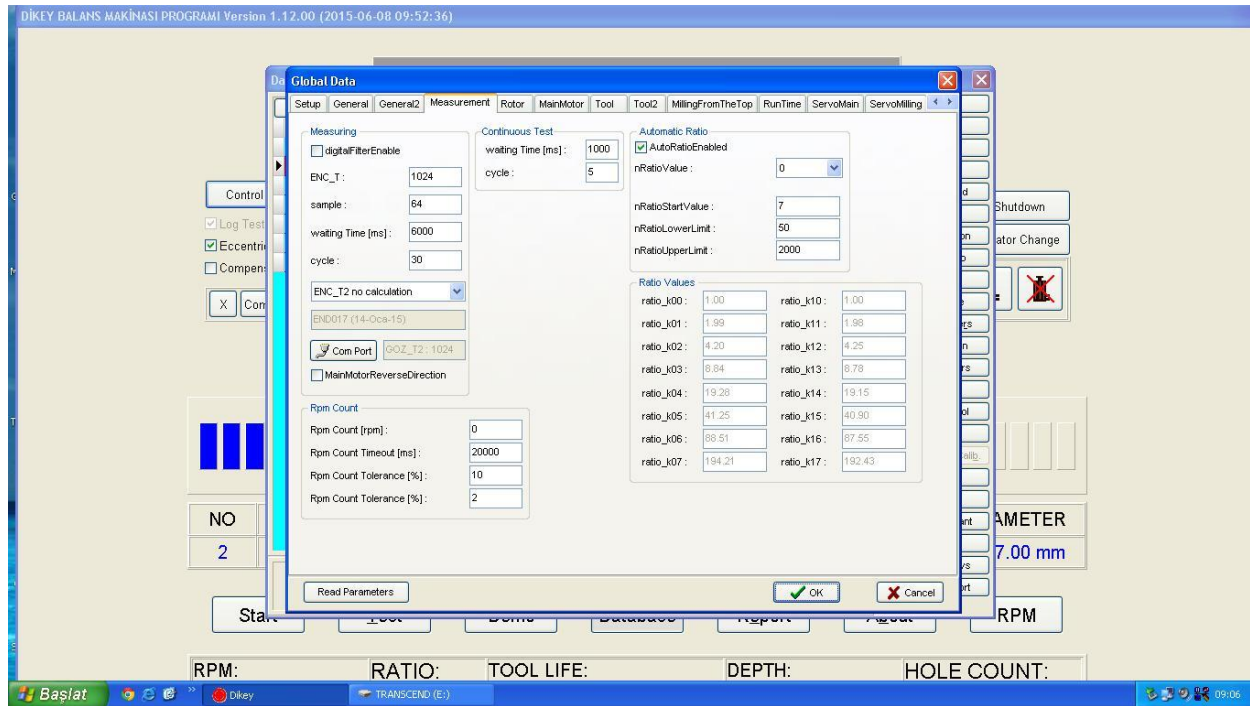 DİKEY BALANS MAKİNASI PROGRAMI Version 1.12.00 (2015-06-08 09:52:36)
Global Data
Setup General General2 Measurement Rotor MainMotor Tool Tool2 MillingFromTheTop RunTime ServoMain ServoMilling
Measuring
digitalFilterEnable
ENC_T : 1024
sample : 64
waiting Time [ms] : 6000
cycle : 30
ENC_T2 no calculation
END017 (14-Oca-15)
Com Port GOZ_T2 : 1024
MainMotorReverseDirection
Rpm Count
Rpm Count [rpm] : 0
Rpm Count Timeout [ms] : 20000
Rpm Count Tolerance [%] : 10
Rpm Count Tolerance [%] : 2
Continuous Test
waiting Time [ms] : 1000
cycle : 5
Automatic Ratio
AutoRatioEnabled
nRatioValue : 0
nRatioStartValue : 7
nRatioLowerLimit : 50
nRatioUpperLimit : 2000
Ratio Values
ratio_k00 : 1.00 ratio_k10 : 1.00
ratio_k01 : 1.99 ratio_k11 : 1.98
ratio_k02 : 4.20 ratio_k12 : 4.25
ratio_k03 : 8.84 ratio_k13 : 8.78
ratio_k04 : 19.28 ratio_k14 : 19.15
ratio_k05 : 41.25 ratio_k15 : 40.90
ratio_k06 : 88.51 ratio_k16 : 87.55
ratio_k07 : 194.21 ratio_k17 : 192.43
Read Parameters OK Cancel
Control
Log Test
X
Shutdown
ator Change
NO
2
AMETER
7.00 mm
RPM
RPM: RATIO: TOOL LIFE: DEPTH: HOLE COUNT:
Başlat Dikey TRANSCEND (E:) 09:06